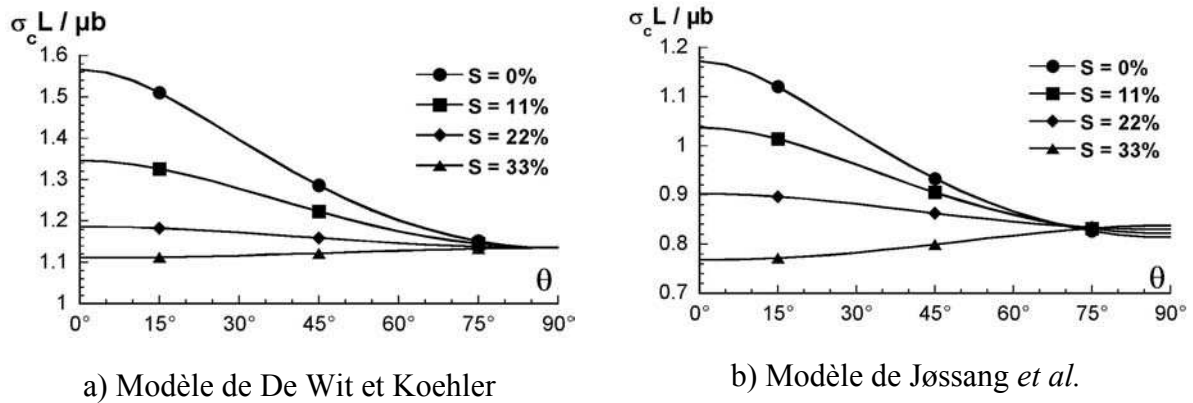 σ_c L / μb
1.6
1.5
1.4
1.3
1.2
1.1
1
0° 15° 30° 45° 60° 75° 90°
θ
S = 0%
S = 11%
S = 22%
S = 33%
a) Modèle de De Wit et Koehler
σ_c L / μb
1.2
1.1
1
0.9
0.8
0.7
0° 15° 30° 45° 60° 75° 90°
θ
S = 0%
S = 11%
S = 22%
S = 33%
b) Modèle de Jøssang et al.